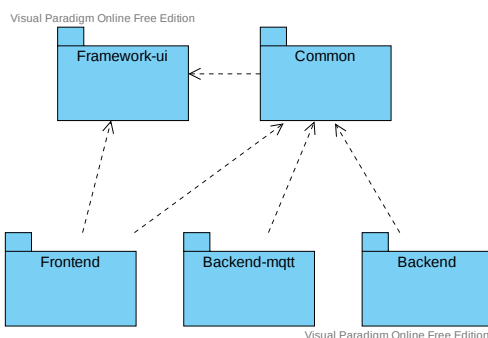 Visual Paradigm Online Free Edition
Framework-ui
Common
Frontend
Backend-mqtt
Backend
Visual Paradigm Online Free Edition